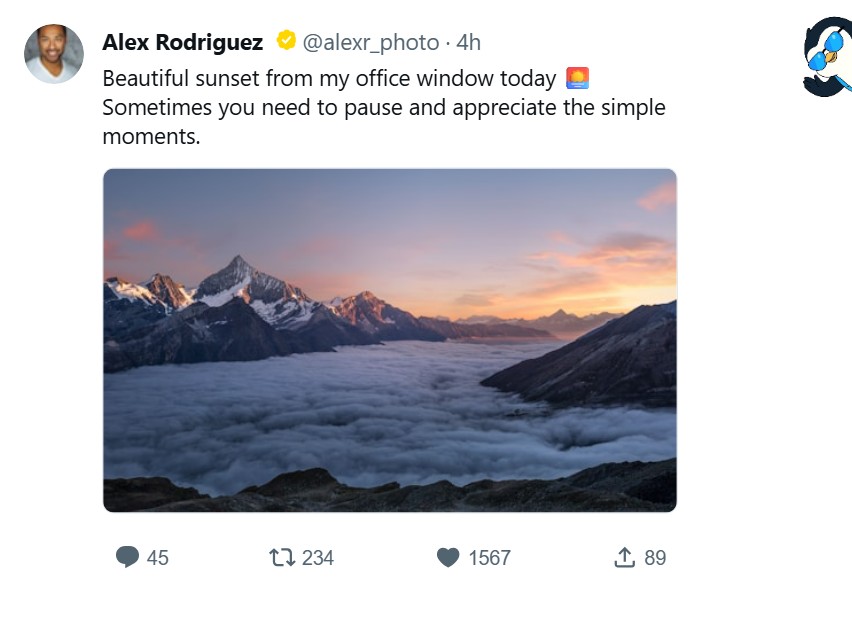 Alex Rodriguez @alexr_photo · 4h
Beautiful sunset from my office window today 🌅
Sometimes you need to pause and appreciate the simple
moments.
45 234 1567 89